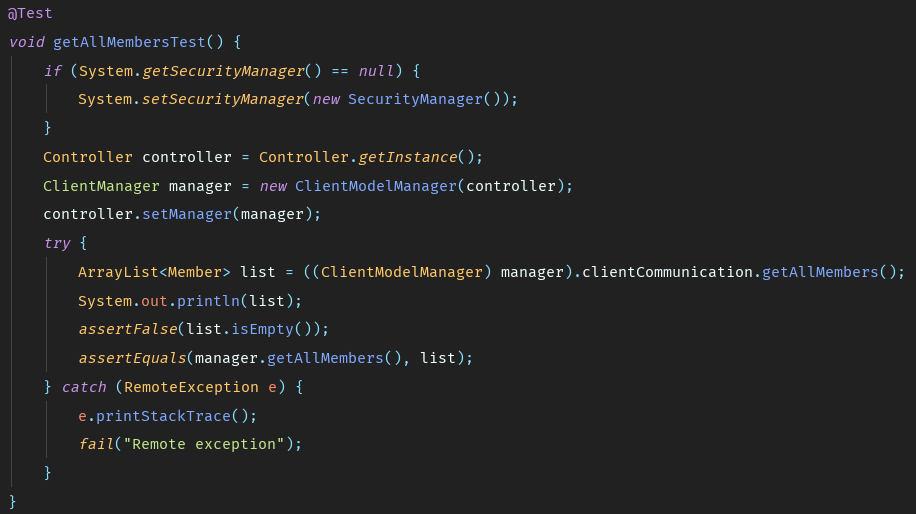 @Test
void getAllMembersTest() {
    if (System.getSecurityManager() == null) {
        System.setSecurityManager(new SecurityManager());
    }
    Controller controller = Controller.getInstance();
    ClientManager manager = new ClientModelManager(controller);
    controller.setManager(manager);
    try {
        ArrayList<Member> list = ((ClientModelManager) manager).clientCommunication.getAllMembers();
        System.out.println(list);
        assertFalse(list.isEmpty());
        assertEquals(manager.getAllMembers(), list);
    } catch (RemoteException e) {
        e.printStackTrace();
        fail("Remote exception");
    }
}